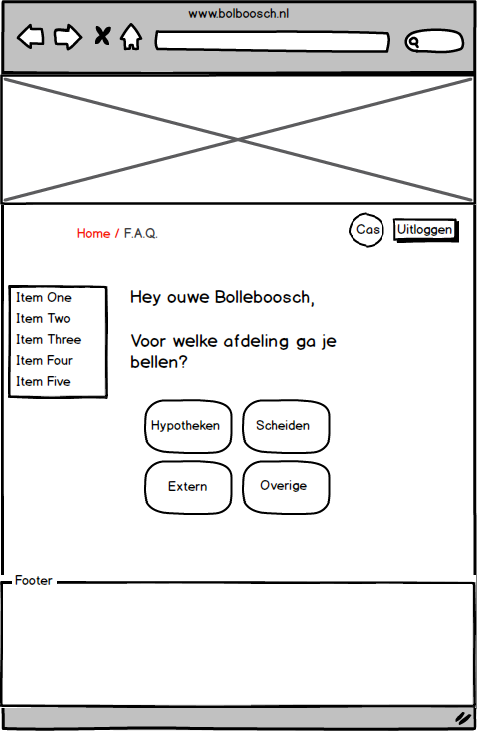 www.bolboosch.nl
Home / F.A.Q.
Cas
Uitloggen
Item One
Item Two
Item Three
Item Four
Item Five
Hey ouwe Bolleboosch,
Voor welke afdeling ga je
bellen?
Hypotheken
Scheiden
Extern
Overige
Footer